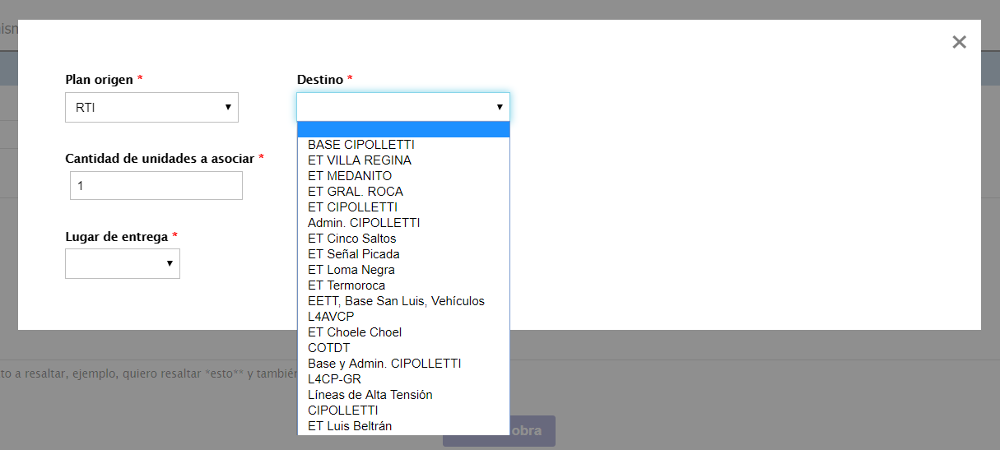 Plan origen *
Destino *
RTI
Cantidad de unidades a asociar *
1
Lugar de entrega *
BASE CIPOLLETTI
ET VILLA REGINA
ET MEDANITO
ET GRAL. ROCA
ET CIPOLLETTI
Admin. CIPOLLETTI
ET Cinco Saltos
ET Señal Picada
ET Loma Negra
ET Termoroca
EETT, Base San Luis, Vehículos
L4AVCP
ET Choele Choel
COTDT
Base y Admin. CIPOLLETTI
L4CP-GR
Líneas de Alta Tensión
CIPOLLETTI
ET Luis Beltrán
to a resaltar, ejemplo, quiero resaltar *esto** y tambié
obra